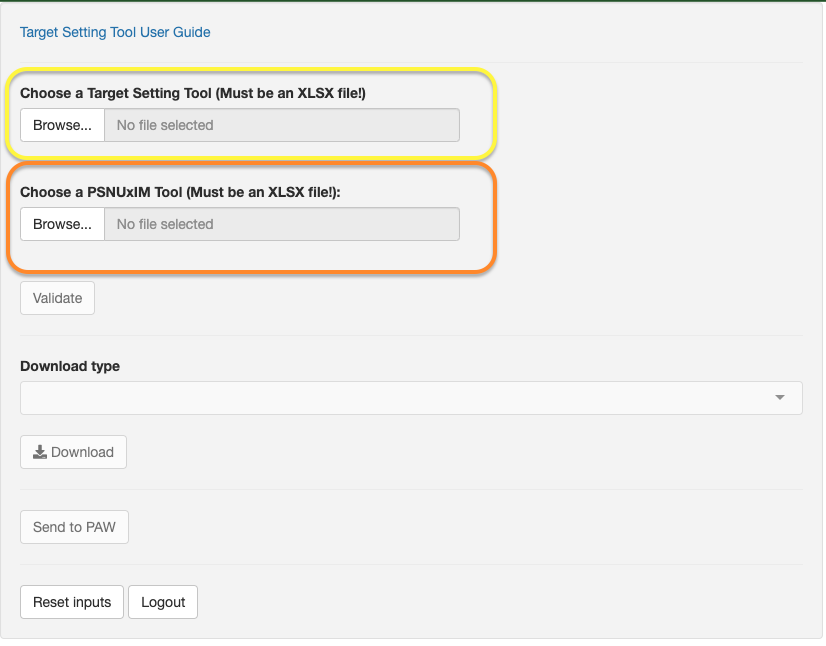 Target Setting Tool User Guide
Choose a Target Setting Tool (Must be an XLSX file!)
Browse... No file selected
Choose a PSNUxIM Tool (Must be an XLSX file!):
Browse... No file selected
Validate
Download type
Download
Send to PAW
Reset inputs Logout